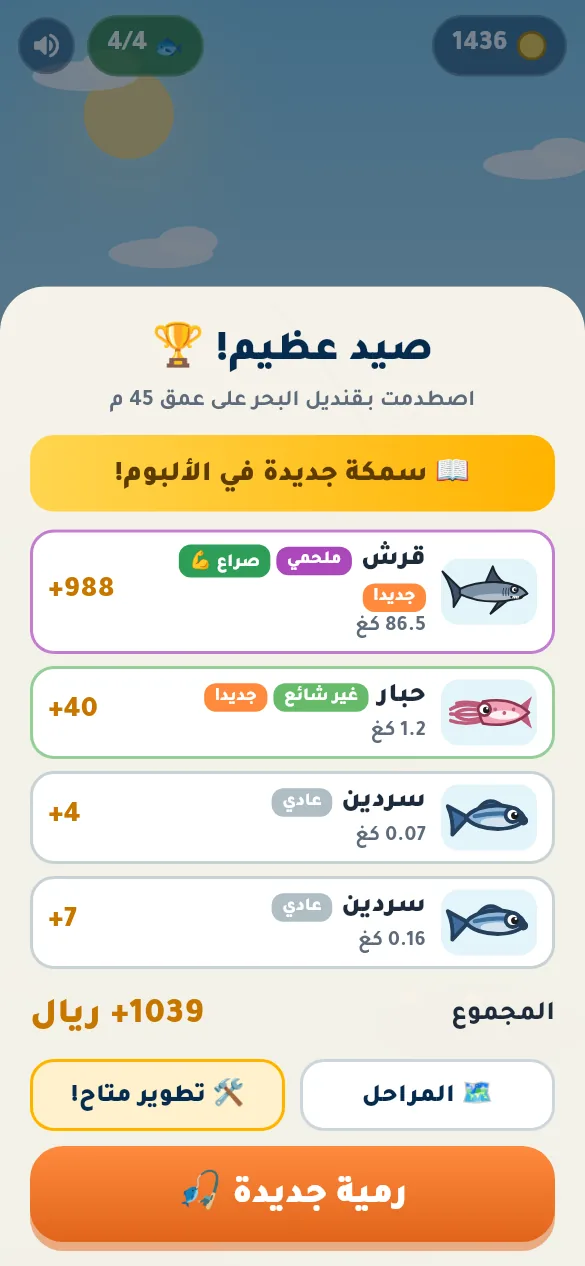 4/4
1436
صيد عظيم! 🏆
اصطدمت بقنديل البحر على عمق 45 م
📖 سمكة جديدة في الألبوم!
قرش ملحمي صراع 💪
جديدا
86.5 كغ
+988
حبار غير شائع جديدا
1.2 كغ
+40
سردين عادي
0.07 كغ
+4
سردين عادي
0.16 كغ
+7
المجموع
+1039 ريال
🗺️ المراحل
🛠️ تطوير متاح!
رمية جديدة 🎣